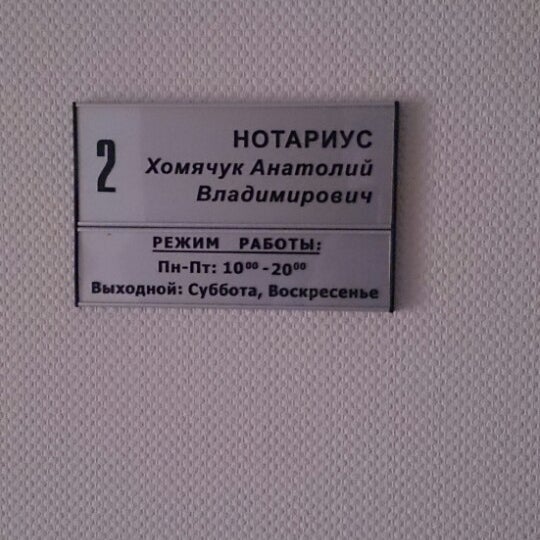 2
НОТАРИУС
Хомячук Анатолий
Владимирович
РЕЖИМ РАБОТЫ:
Пн-Пт: 10⁰⁰ -20⁰⁰
Выходной: Суббота, Воскресенье